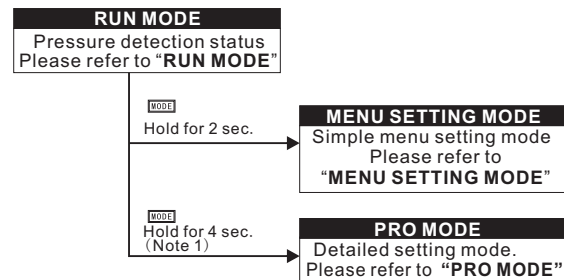 RUN MODE
Pressure detection status
Please refer to “RUN MODE”
MODE
Hold for 2 sec.
MENU SETTING MODE
Simple menu setting mode
Please refer to
“MENU SETTING MODE”
MODE
Hold for 4 sec.
(Note 1)
PRO MODE
Detailed setting mode.
Please refer to “PRO MODE”